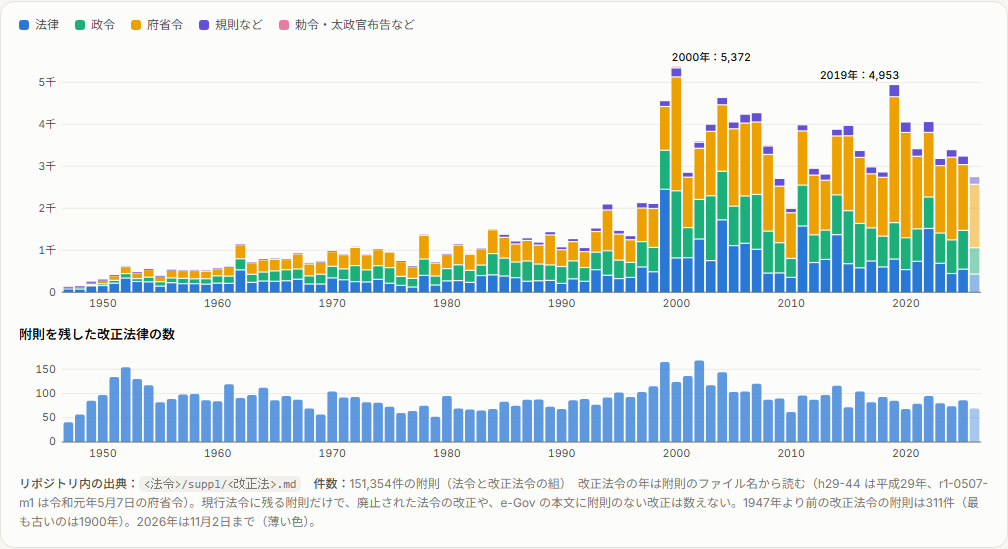 法律 政令 府省令 規則など 勅令・太政官布告など
2000年：5,372
2019年：4,953
5千
4千
3千
2千
1千
0
1950 1960 1970 1980 1990 2000 2010 2020
附則を残した改正法律の数
150
100
50
0
1950 1960 1970 1980 1990 2000 2010 2020
リポジトリ内の出典： <法令>/suppl/<改正法>.md 件数：151,354件の附則（法令と改正法令の組） 改正法令の年は附則のファイル名から読む（h29-44 は平成29年、r1-0507-
m1 は令和元年5月7日の府省令）。現行法令に残る附則だけで、廃止された法令の改正や、e-Gov の本文に附則のない改正は数えない。1947年より前の改正法令の附則は311件（最
も古いのは1900年）。2026年は11月2日まで（薄い色）。